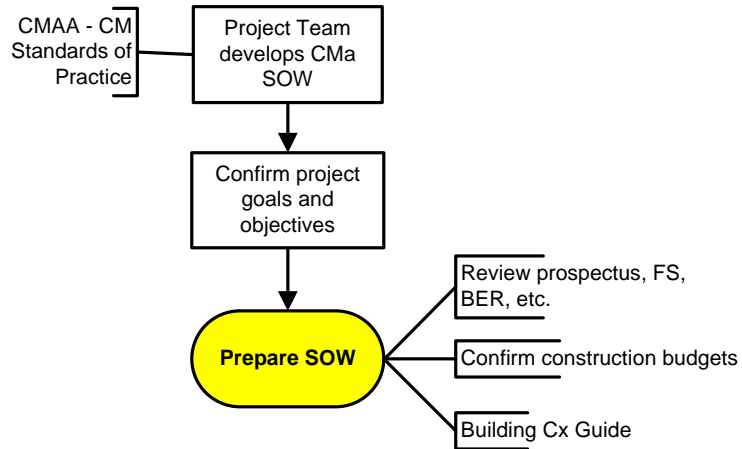 CMAA - CM
Standards of
Practice
Project Team
develops CMa
SOW
Confirm project
goals and
objectives
Prepare SOW
Review prospectus, FS,
BER, etc.
Confirm construction budgets
Building Cx Guide